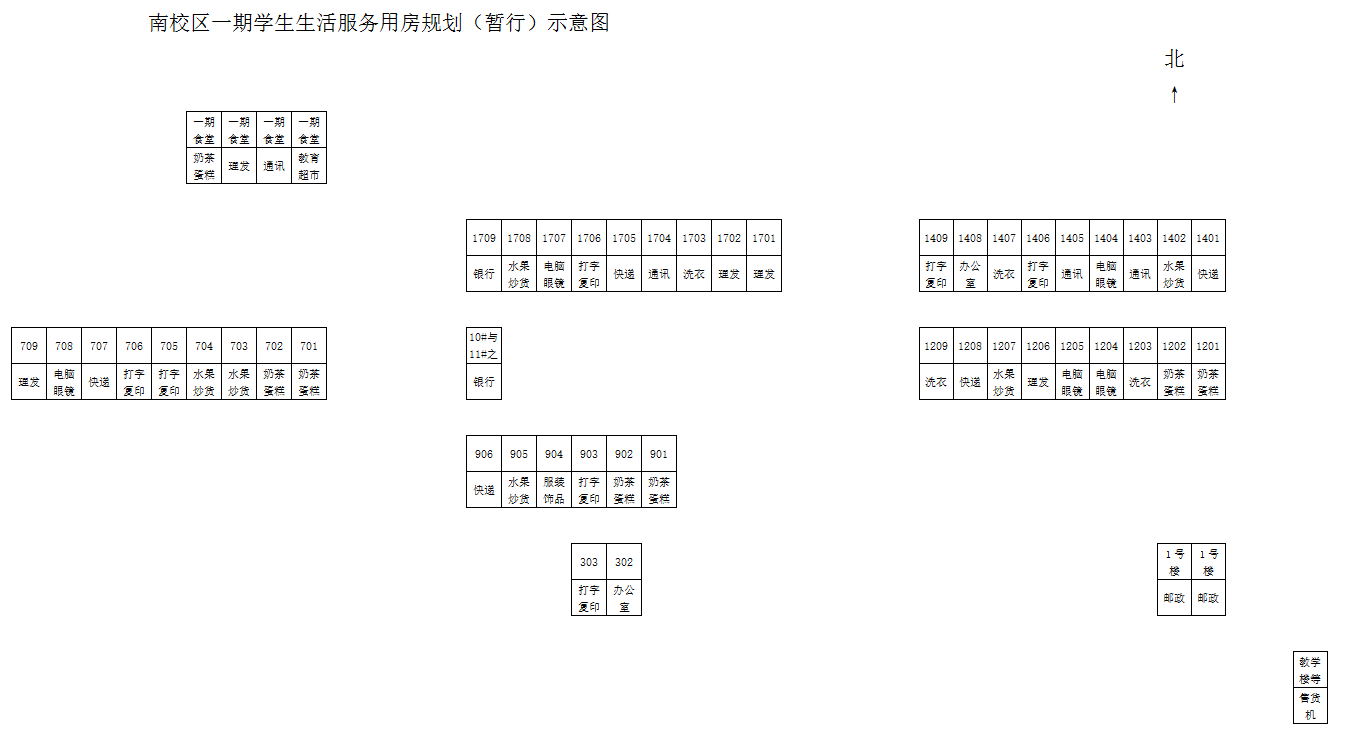 南校区一期学生生活服务用房规划（暂行）示意图
北
↑
一期 一期 一期 一期
食堂 食堂 食堂 食堂
奶茶 理发 通讯 教育
蛋糕 超市
1709 1708 1707 1706 1705 1704 1703 1702 1701
银行 水果 电脑 打字 快递 通讯 洗衣 理发 理发
炒货 眼镜 复印
1409 1408 1407 1406 1405 1404 1403 1402 1401
打字 办公 洗衣 打字 通讯 电脑 通讯 水果 快递
复印 室 复印 眼镜 炒货
709 708 707 706 705 704 703 702 701
理发 电脑 快递 打字 打字 水果 水果 奶茶 奶茶
眼镜 复印 复印 炒货 炒货 蛋糕 蛋糕
10#与
11#之
银行
1209 1208 1207 1206 1205 1204 1203 1202 1201
洗衣 快递 水果 理发 电脑 电脑 洗衣 奶茶 奶茶
炒货 眼镜 眼镜 蛋糕 蛋糕
906 905 904 903 902 901
快递 水果 服装 打字 奶茶 奶茶
炒货 饰品 复印 蛋糕 蛋糕
303 302
打字 办公
复印 室
1号 1号
楼 楼
邮政 邮政
教学
楼等
售货
机